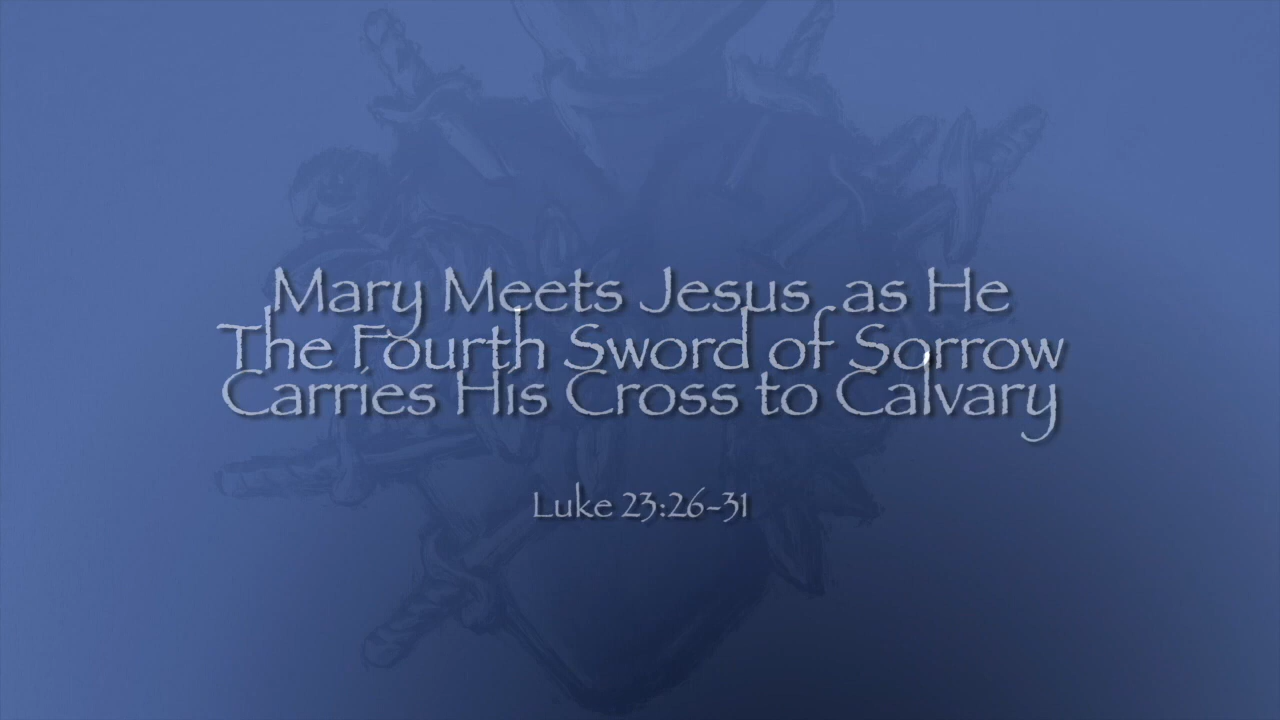 Mary Meets Jesus as He
The Fourth Sword of Sorrow
Carries His Cross to Calvary
Luke 23:26-31